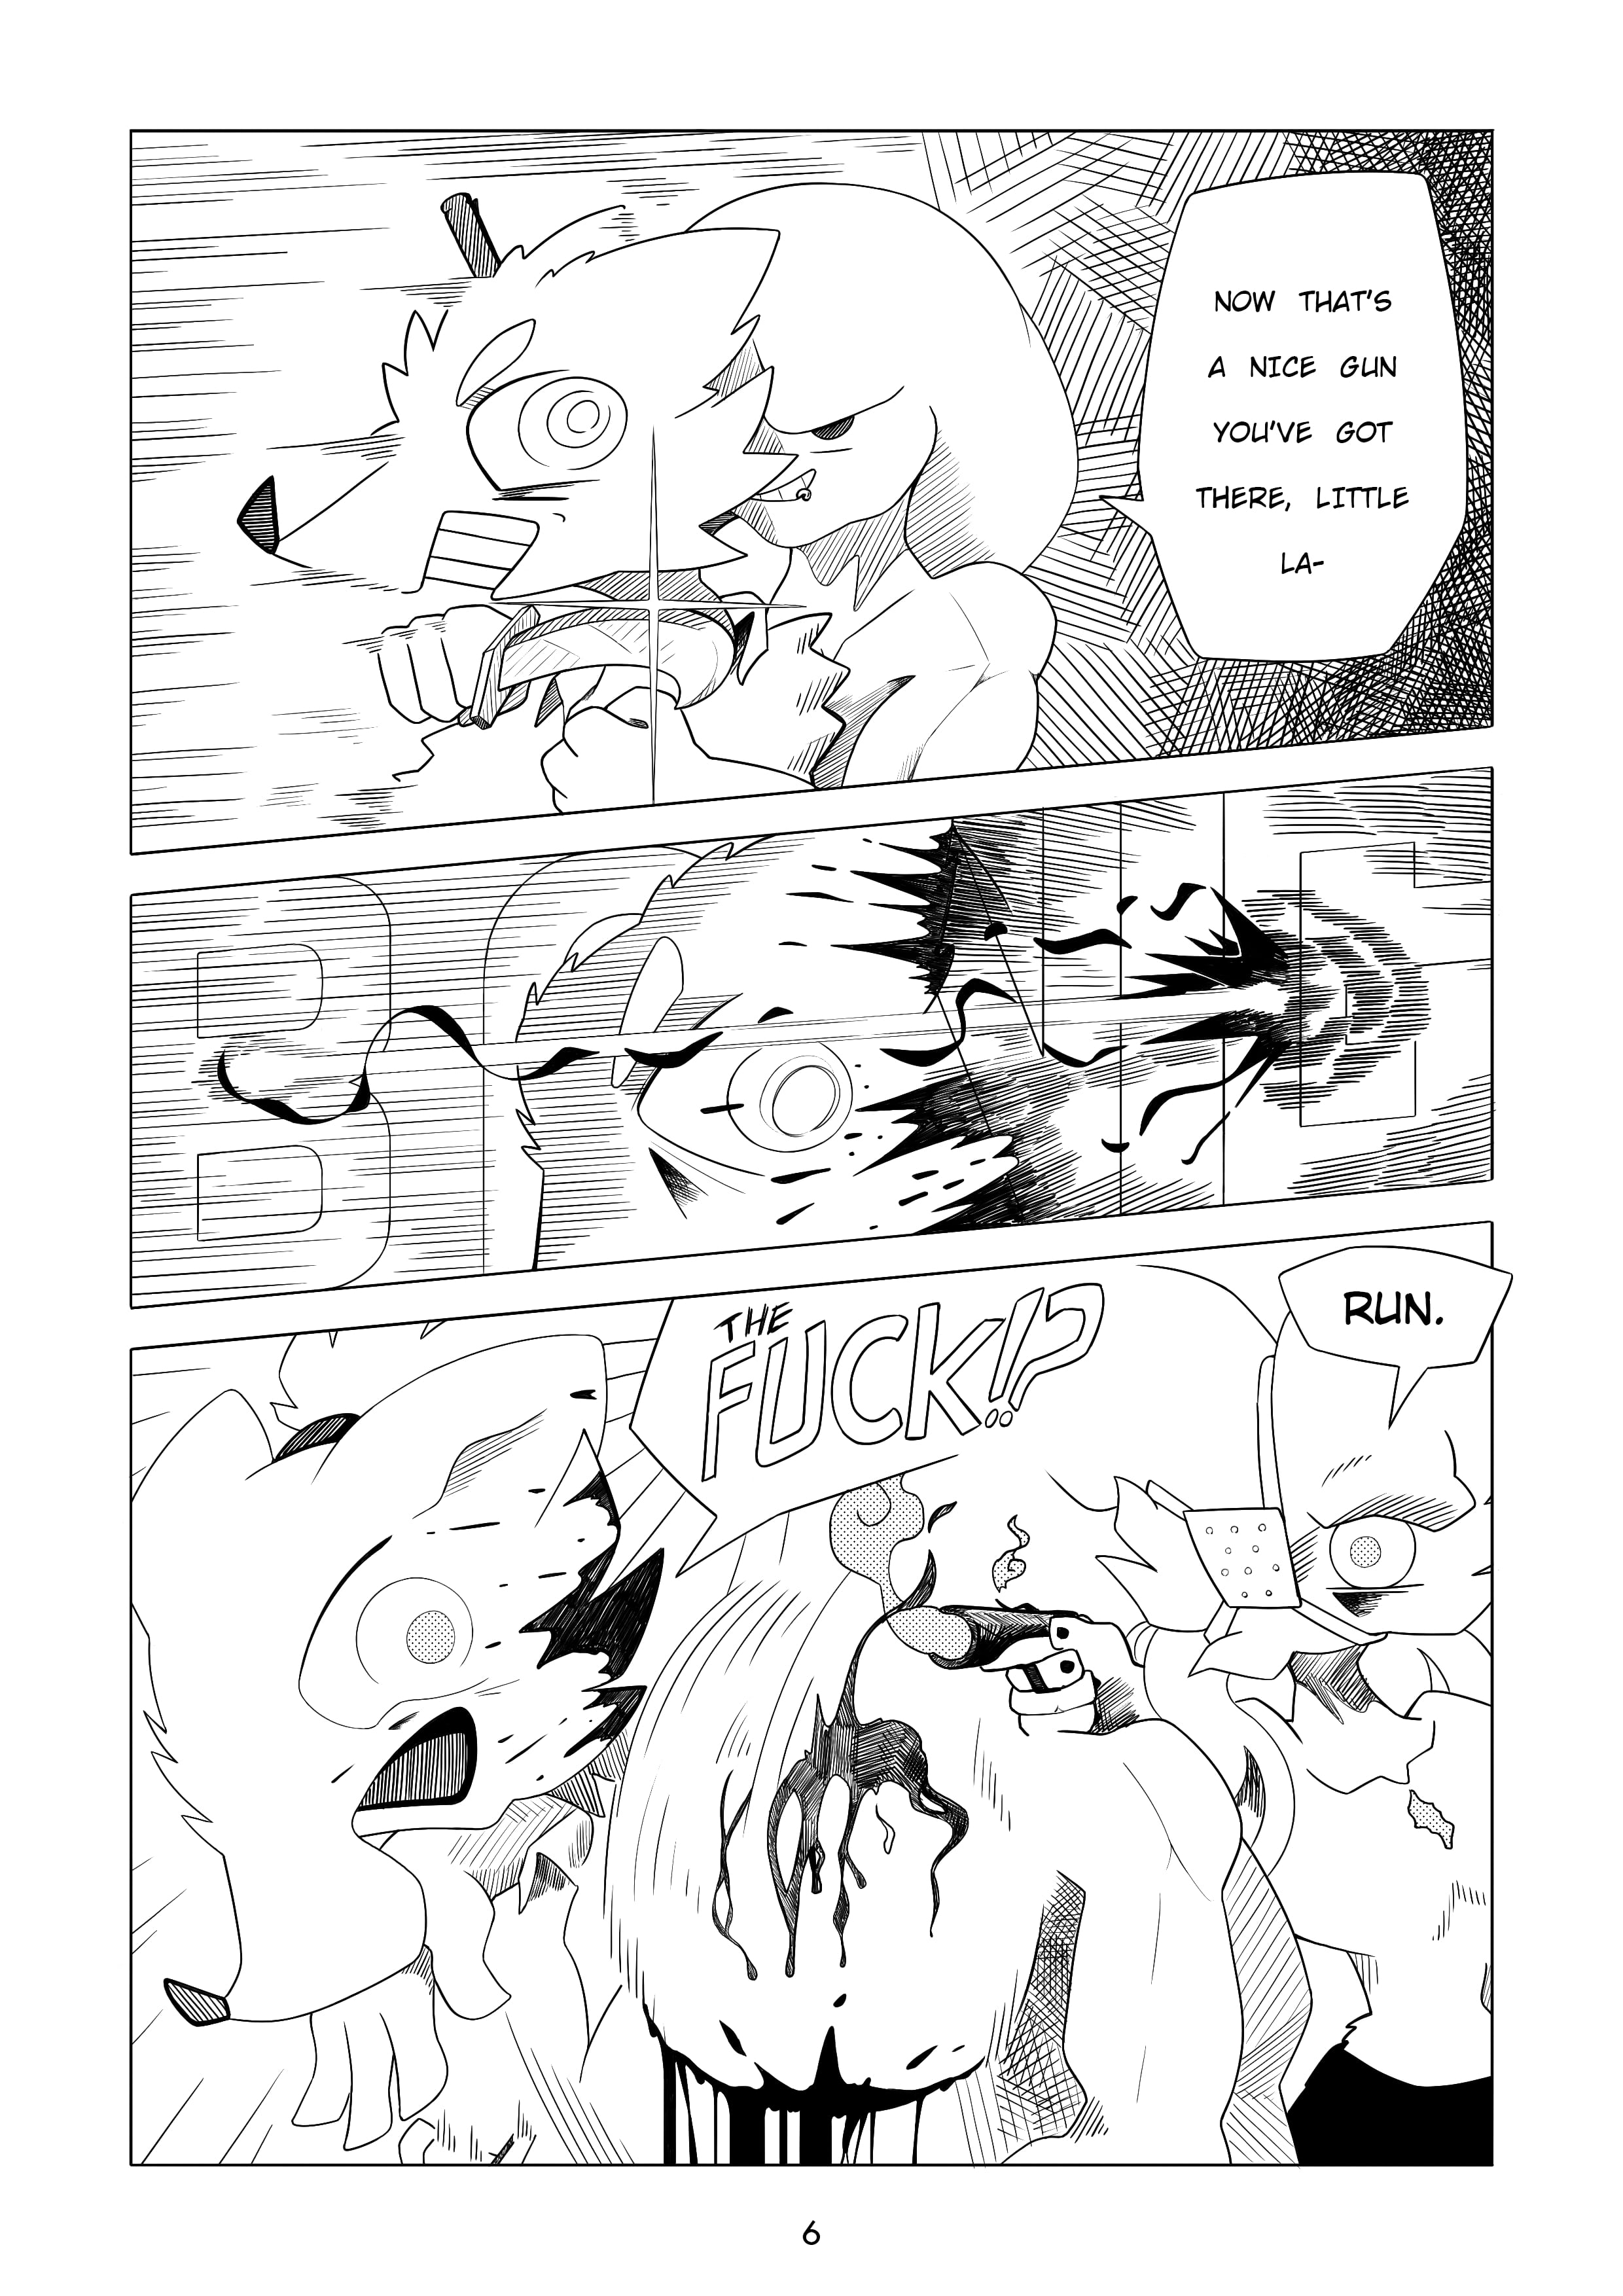 NOW THAT'S
A NICE GUN
YOU'VE GOT
THERE, LITTLE
LA-
RUN.
THE
FUCK!?
6